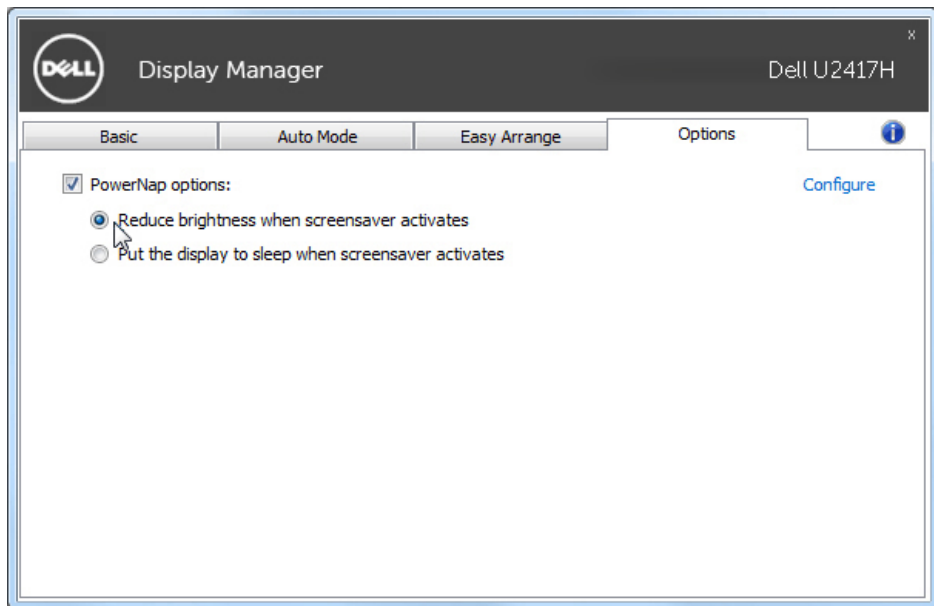 x
DELL
Display Manager
Dell U2417H
Basic
Auto Mode
Easy Arrange
Options
i
PowerNap options:
Configure
Reduce brightness when screensaver activates
Put the display to sleep when screensaver activates